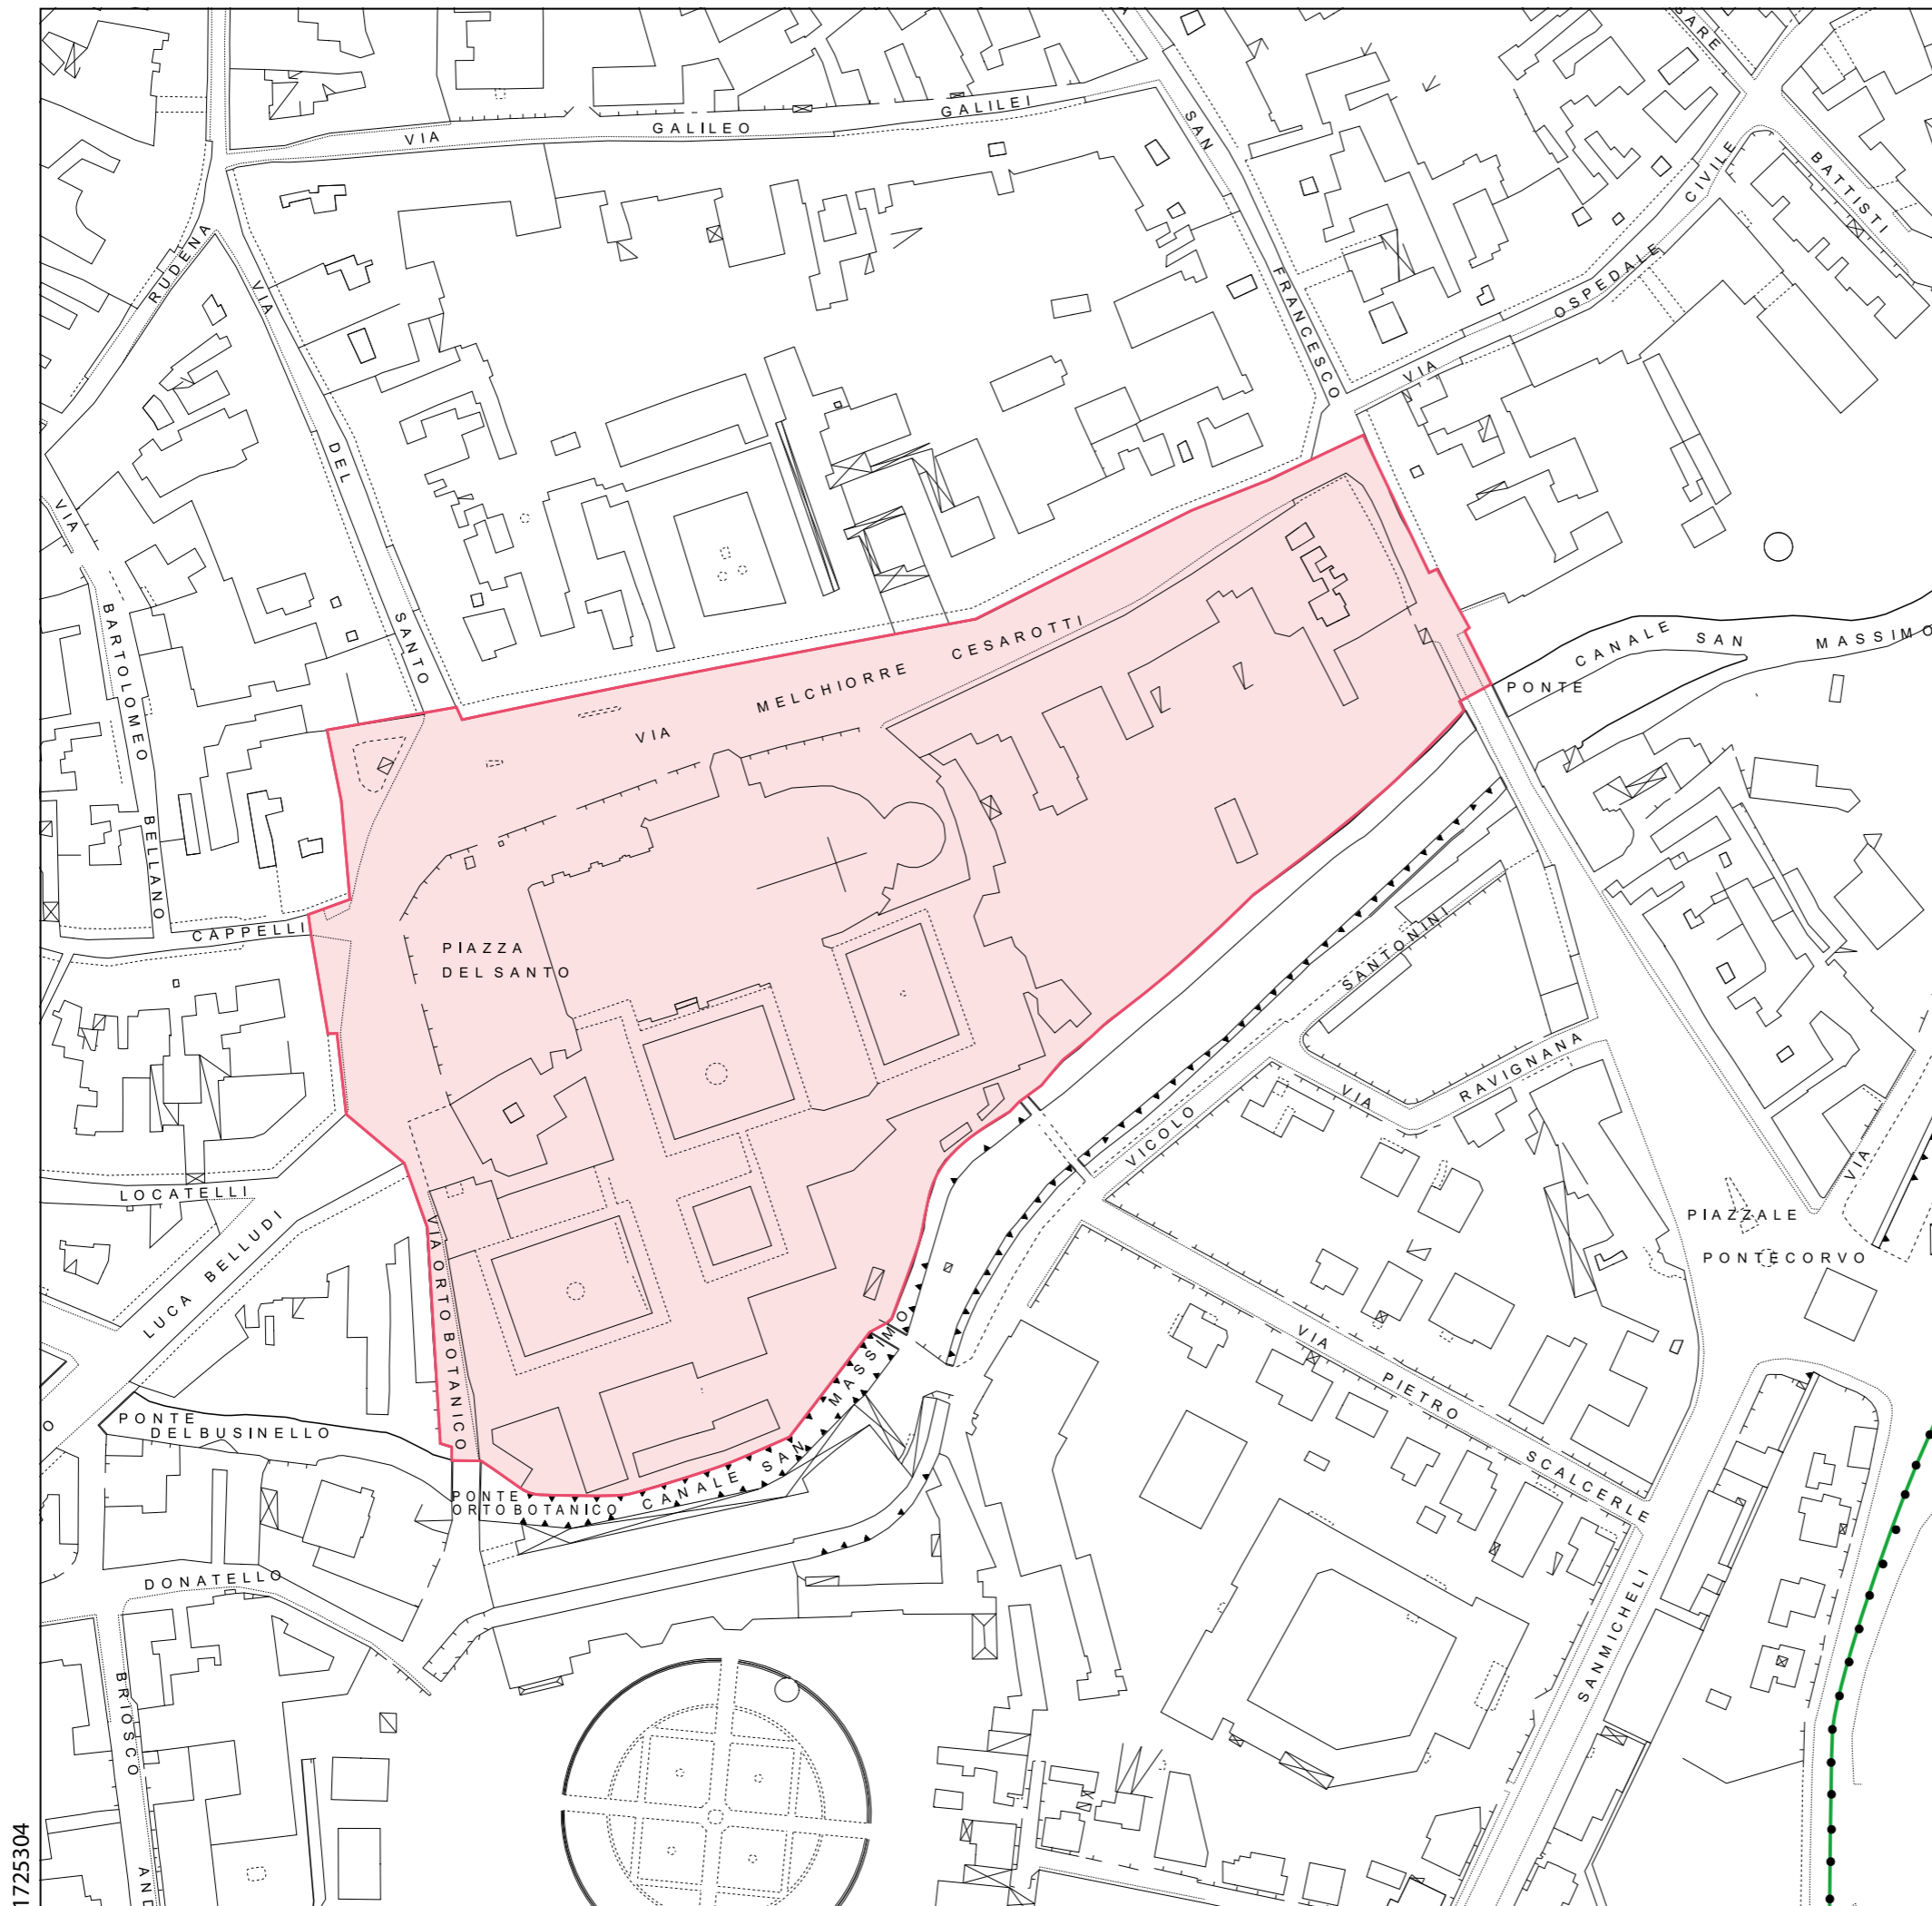 SARE
VIA GALILEO GALILEI
SAN FRANCESCO
CIVILE
BATTISTI
VIA OSPEDALE
RUDENA
VIA DEL SANTO
VIA
BARTOLOMEO BELLANO
CAPPELLI
VIA MELCHIORRE CESAROTTI
CANALE SAN MASSIMO
PONTE
PIAZZA
DEL SANTO
SANTONINI
VICOLO
VIA RAVIGNANA
VIA
LOCATELLI
LUCA BELLUDI
VIA ORTO BOTANICO
PIAZZALE
PONTECORVO
VIA PIETRO SCALCERLE
PONTE
DEL BUSINELLO
O
PONTE
ORTO BOTANICO
CANALE SAN MASSIMO
DONATELLO
SANMICHELI
BRIOSCO
AND
1725304